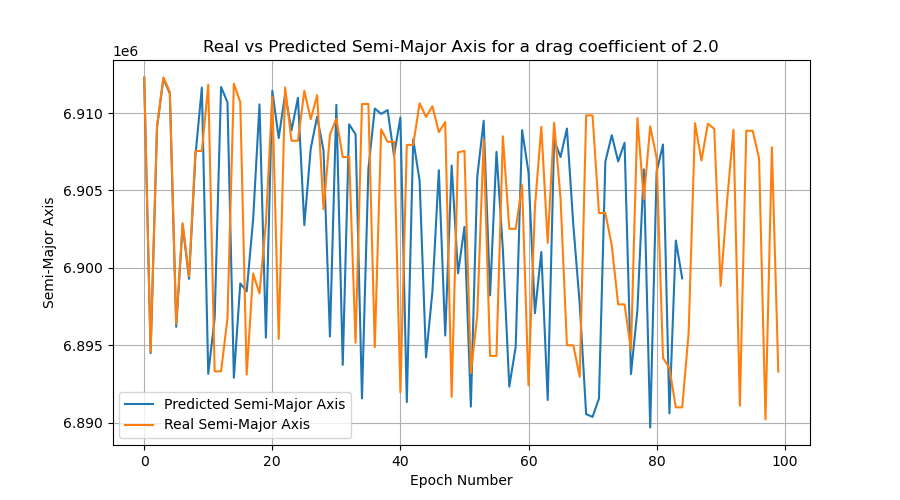 Real vs Predicted Semi-Major Axis for a drag coefficient of 2.0
1e6
6.910
6.905
6.900
6.895
6.890
Semi-Major Axis
Predicted Semi-Major Axis
Real Semi-Major Axis
0 20 40 60 80 100
Epoch Number